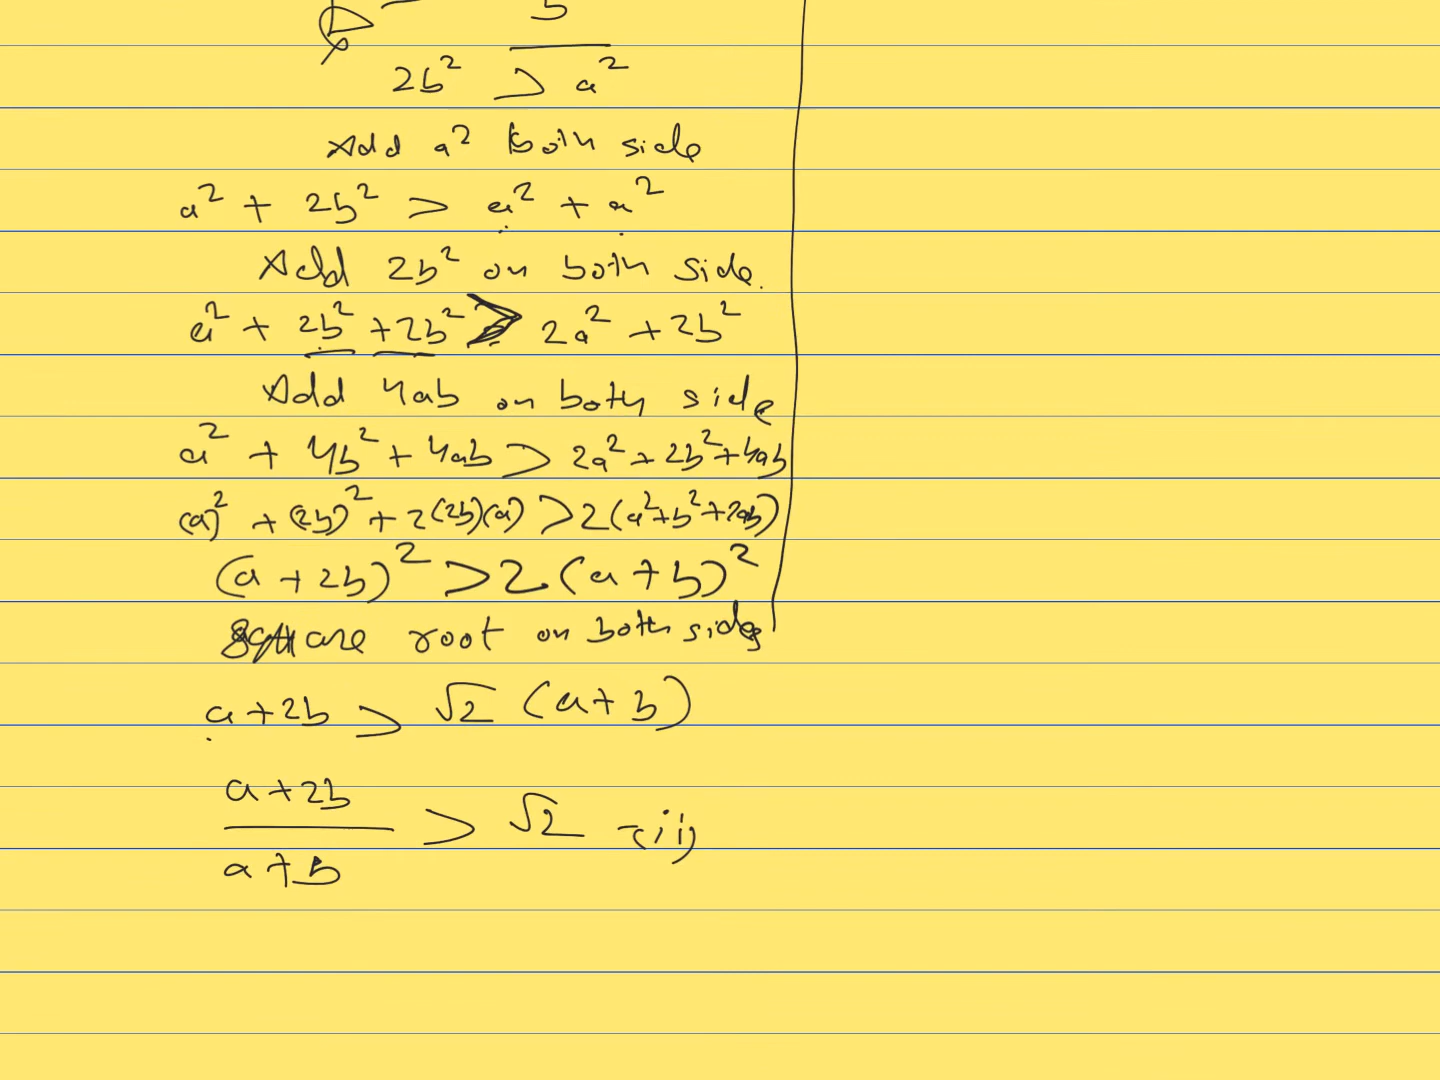 b
2b² > a²
Add a² both side
a² + 2b² > a² + a²
Add 2b² on both side.
a² + 2b² + 2b² > 2a² + 2b²
Add 4ab on both side
a² + 4b² + 4ab > 2a² + 2b² + 4ab
(a)² + (2b)² + 2(2b)(a) > 2(a²+b²+2ab)
(a + 2b)² > 2(a + b)²
square root on both side
a + 2b > √2 (a + b)
a + 2b
> √2 -(ii)
a + b